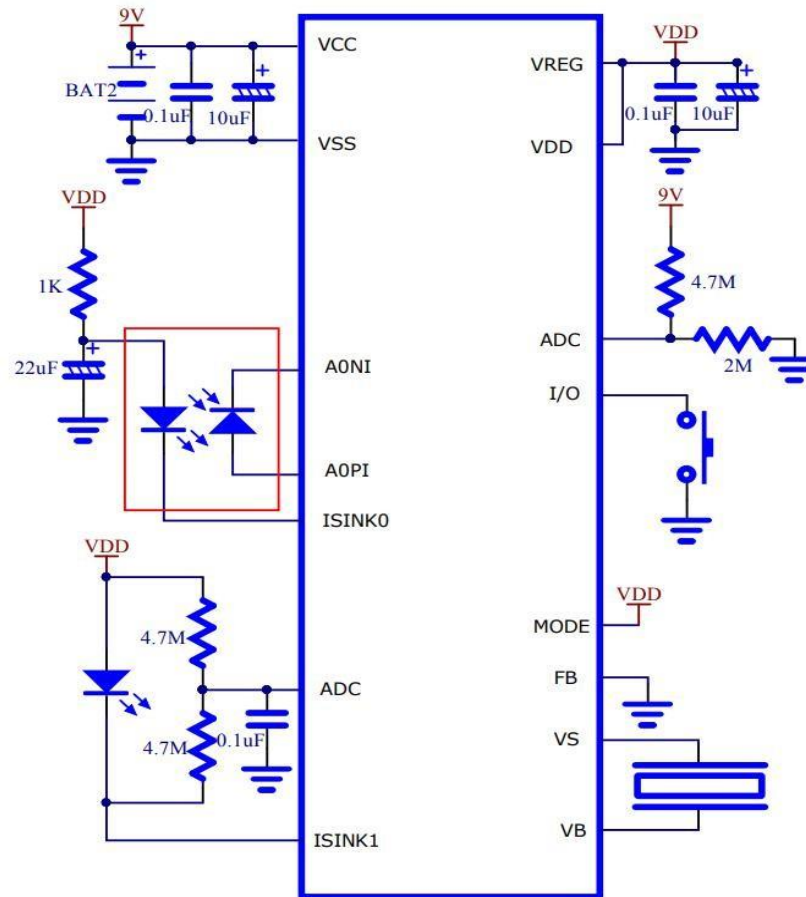 9V
VCC
BAT2
0.1uF
10uF
VSS
VDD
1K
22uF
A0NI
A0PI
ISINK0
VDD
4.7M
ADC
4.7M
0.1uF
ISINK1
VDD
VREG
0.1uF
10uF
VDD
9V
4.7M
ADC
2M
I/O
VDD
MODE
FB
VS
VB